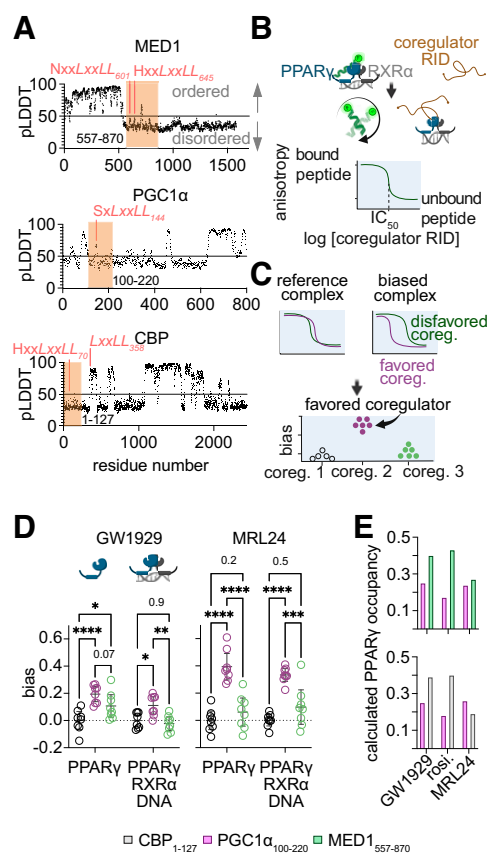 A
MED1
NxxLxxLL601 HxxLxxLL645
ordered
disordered
557-870
pLDDT
100
50
0
0 500 1000 1500
PGC1α
SxLxxLL144
pLDDT
100
50
0
100-220
0 200 400 600 800
CBP
HxxLxxLL70 LxxLL358
pLDDT
100
50
0
1-127
0 1000 2000
residue number
B
coregulator
RID
PPARγ RXRα
anisotropy
bound
peptide
unbound
peptide
IC50
log [coregulator RID]
C
reference
complex
biased
complex
disfavored
coreg.
favored
coreg.
favored coregulator
bias
coreg. 1 coreg. 2 coreg. 3
D
GW1929 MRL24
0.9
*
****
0.07
**
*
0.2
****
****
0.5
****
***
bias
0.6
0.4
0.2
0.0
-0.2
PPARγ PPARγ
RXRα
DNA
PPARγ PPARγ
RXRα
DNA
E
calculated PPARγ occupancy
0.5
0.3
0.1
0.5
0.3
0.1
GW1929
rosi.
MRL24
CBP1-127 PGC1α100-220 MED1557-870